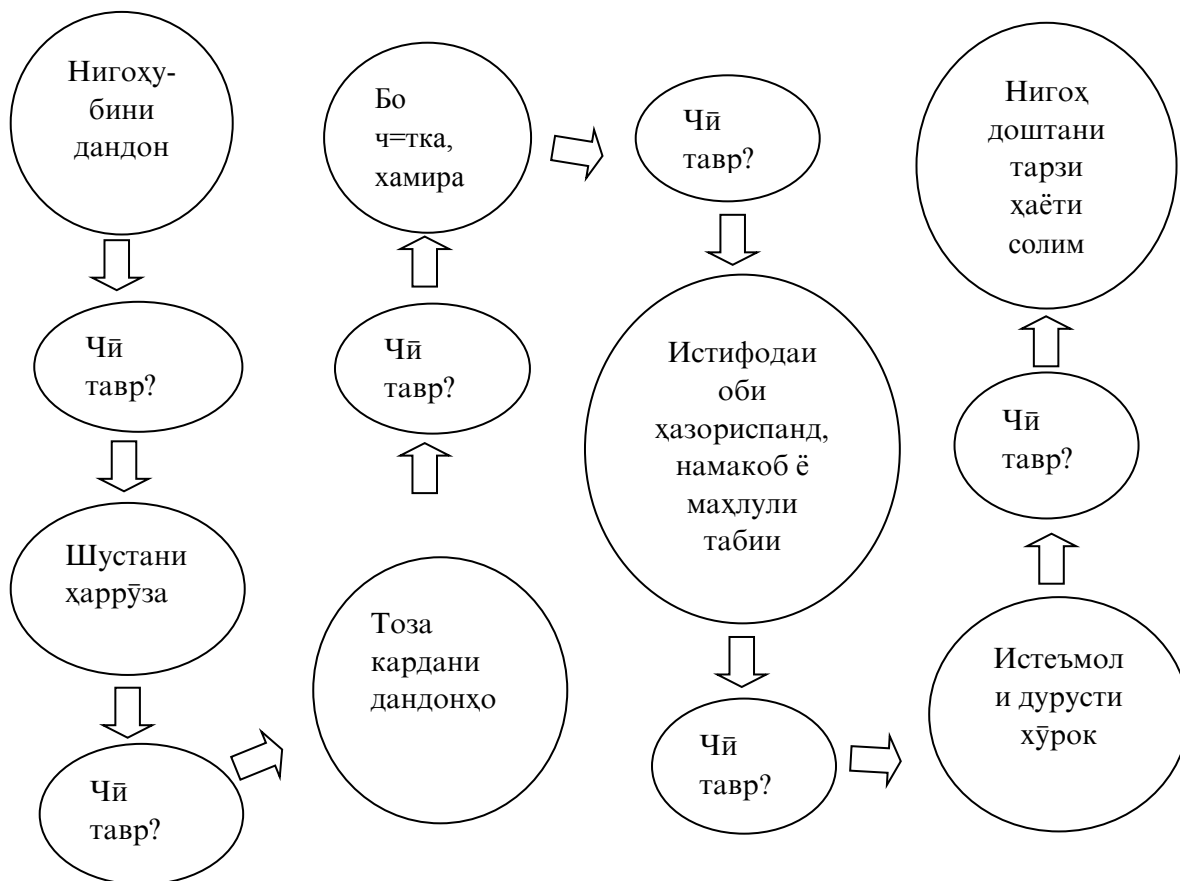 Нигоҳу-
бини
дандон
Чӣ
тавр?
Шустани
ҳаррӯза
Чӣ
тавр?
Тоза
кардани
дандонҳо
Чӣ
тавр?
Бо
ч=тка,
хамира
Чӣ
тавр?
Истифодаи
оби
ҳазориспанд,
намакоб ё
маҳлули
табии
Чӣ
тавр?
Истеъмол
и дурусти
хӯрок
Чӣ
тавр?
Нигоҳ
доштани
тарзи
ҳаёти
солим